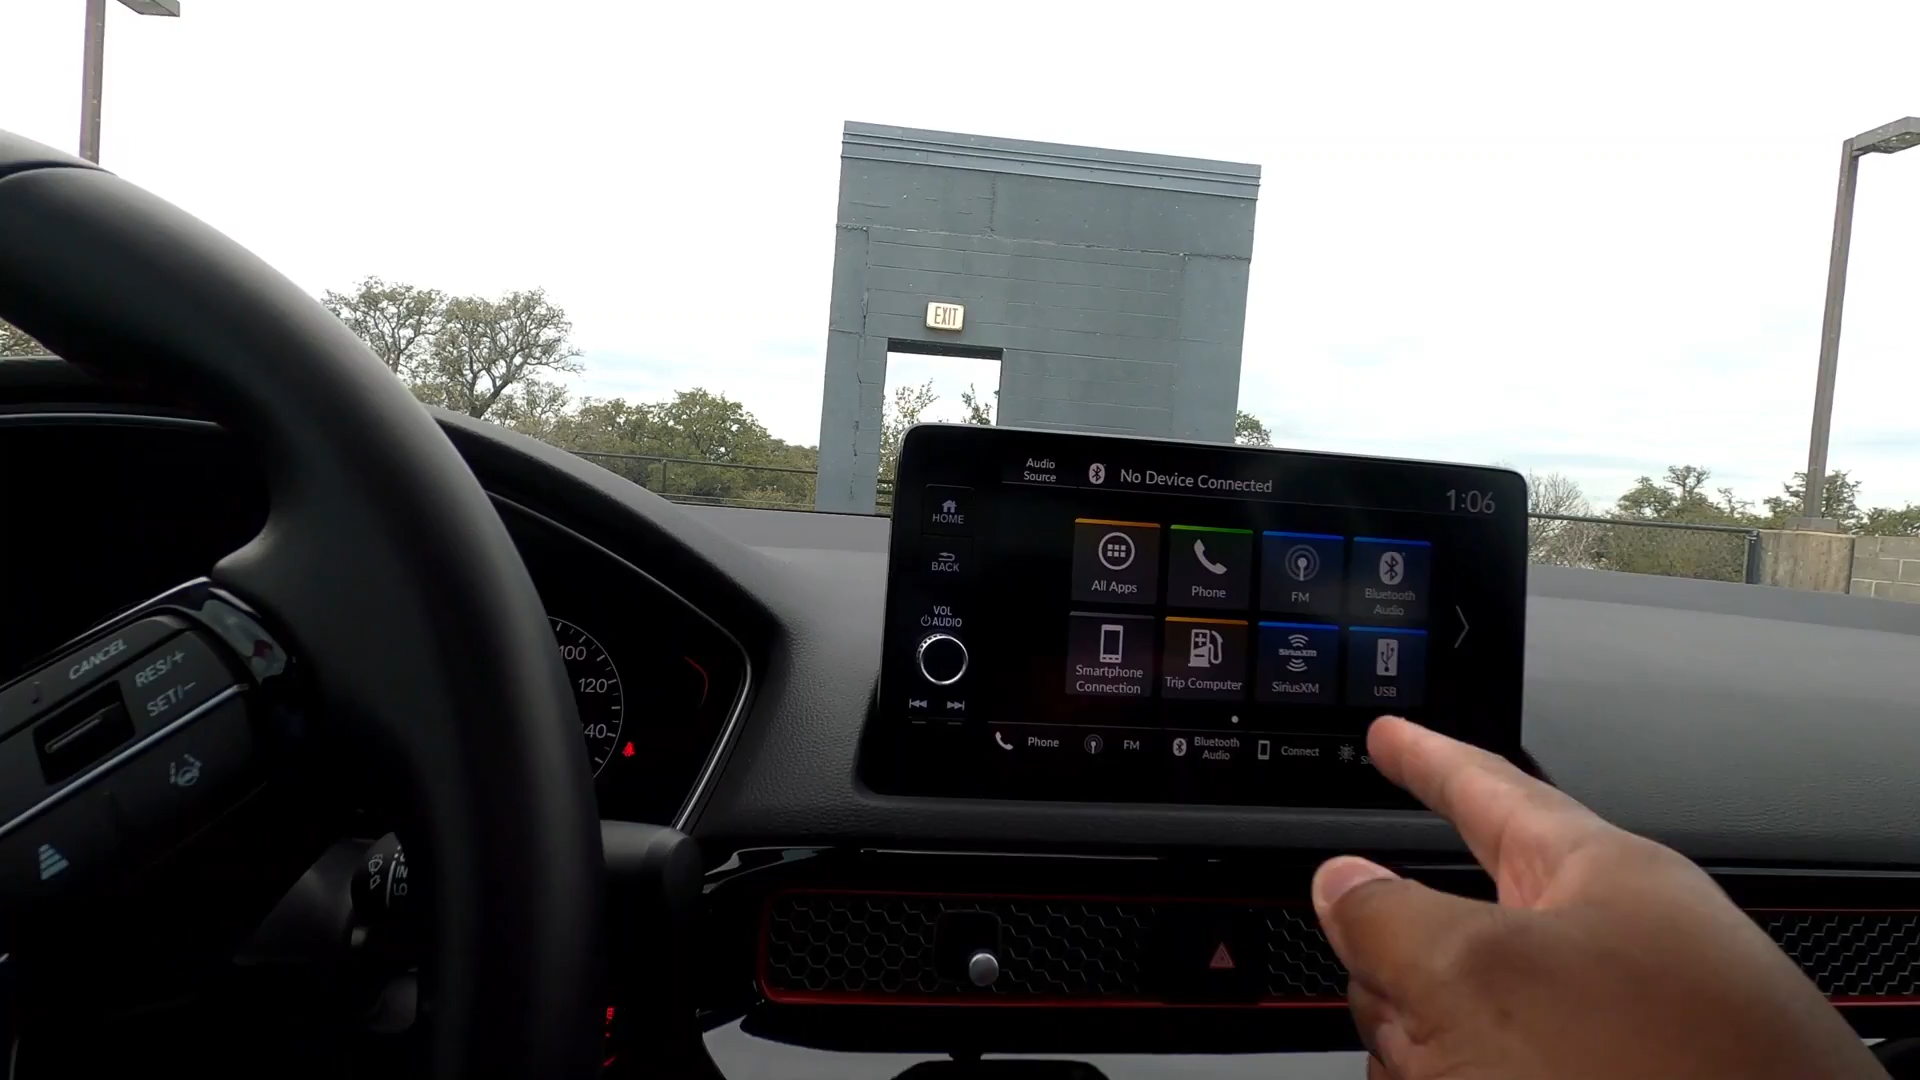 EXIT
Audio
Source
No Device Connected
1:06
HOME
BACK
VOL
AUDIO
All Apps
Phone
FM
Bluetooth
Audio
Smartphone
Connection
Trip Computer
SiriusXM
SiriusXM
USB
Phone
FM
Bluetooth
Audio
Connect
CANCEL
RES/+
SET/−
100
120